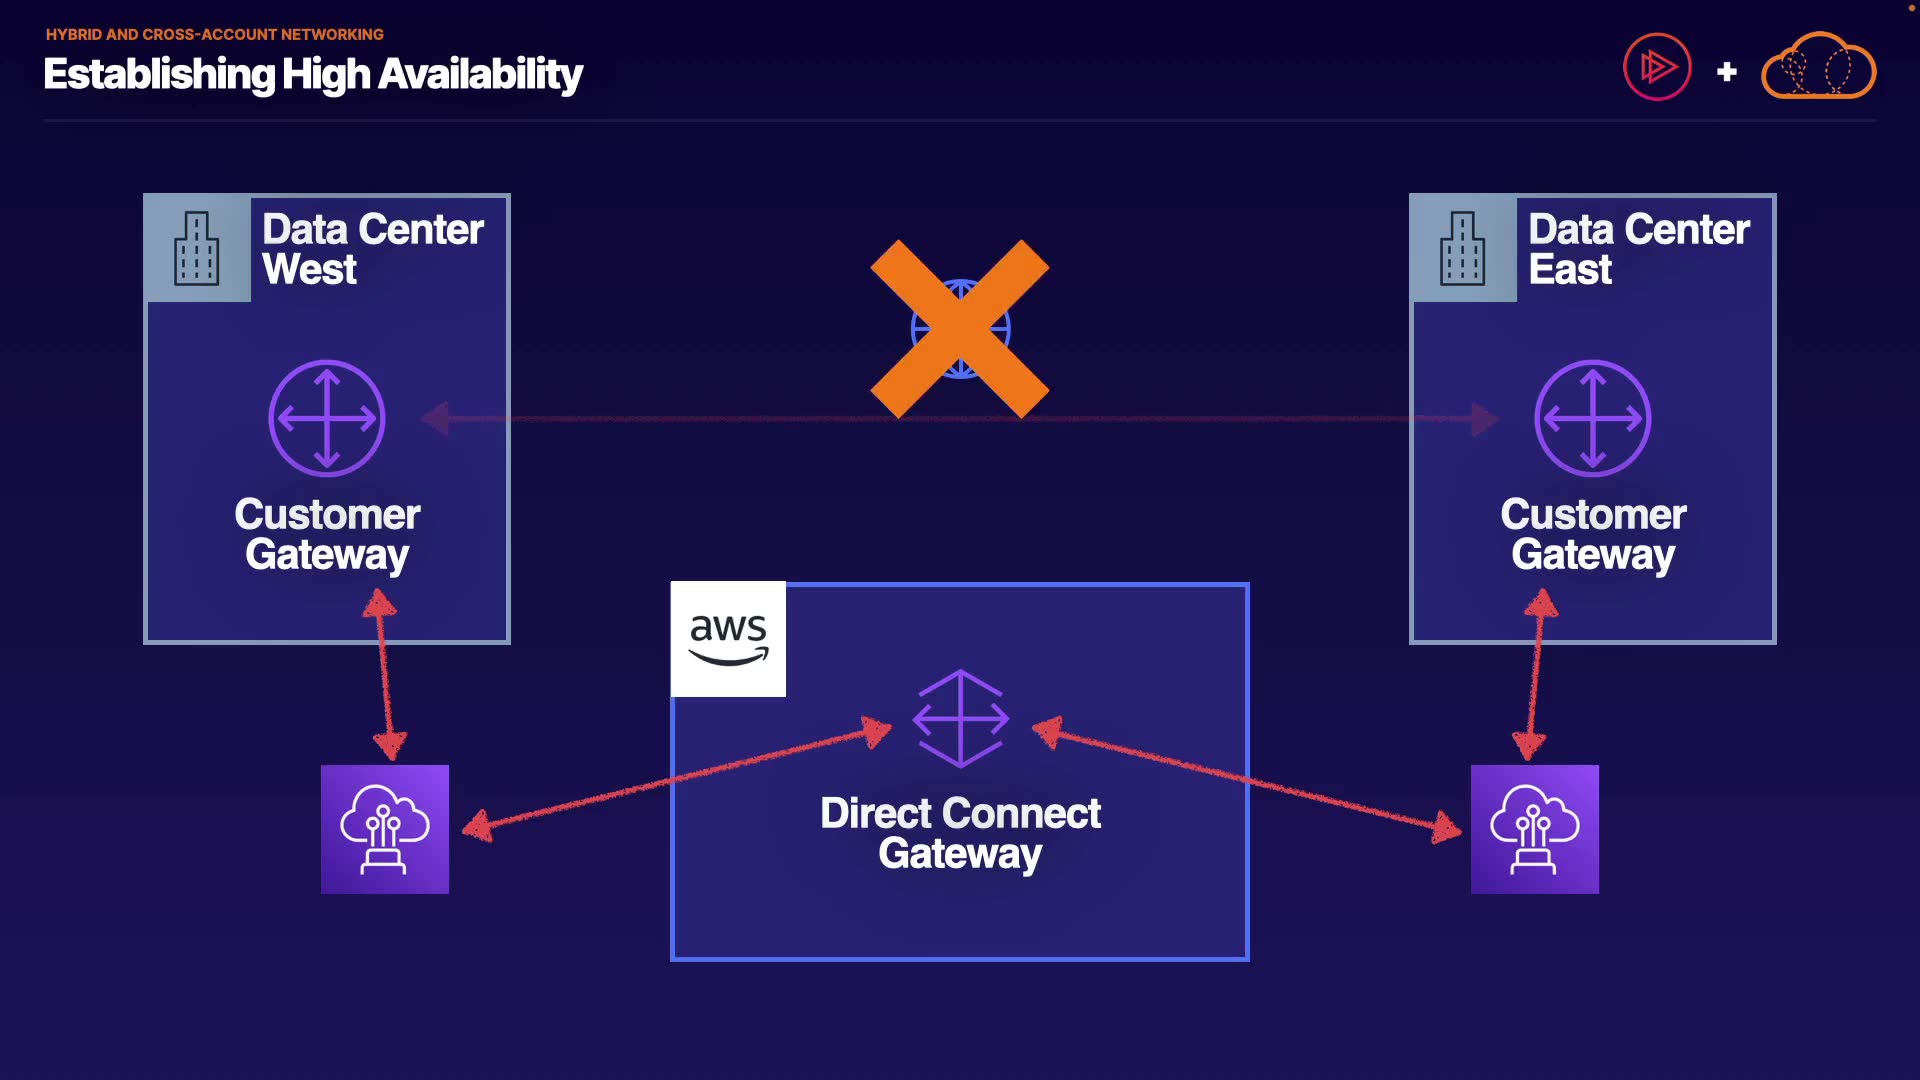 HYBRID AND CROSS-ACCOUNT NETWORKING
Establishing High Availability
Data Center
West
Data Center
East
Customer
Gateway
Customer
Gateway
aws
Direct Connect
Gateway